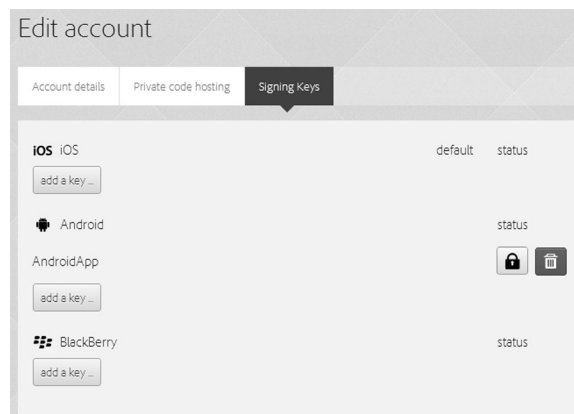 Edit account
Account details Private code hosting Signing Keys
iOS iOS default status
add a key ...
Android status
AndroidApp
add a key ...
BlackBerry status
add a key ...